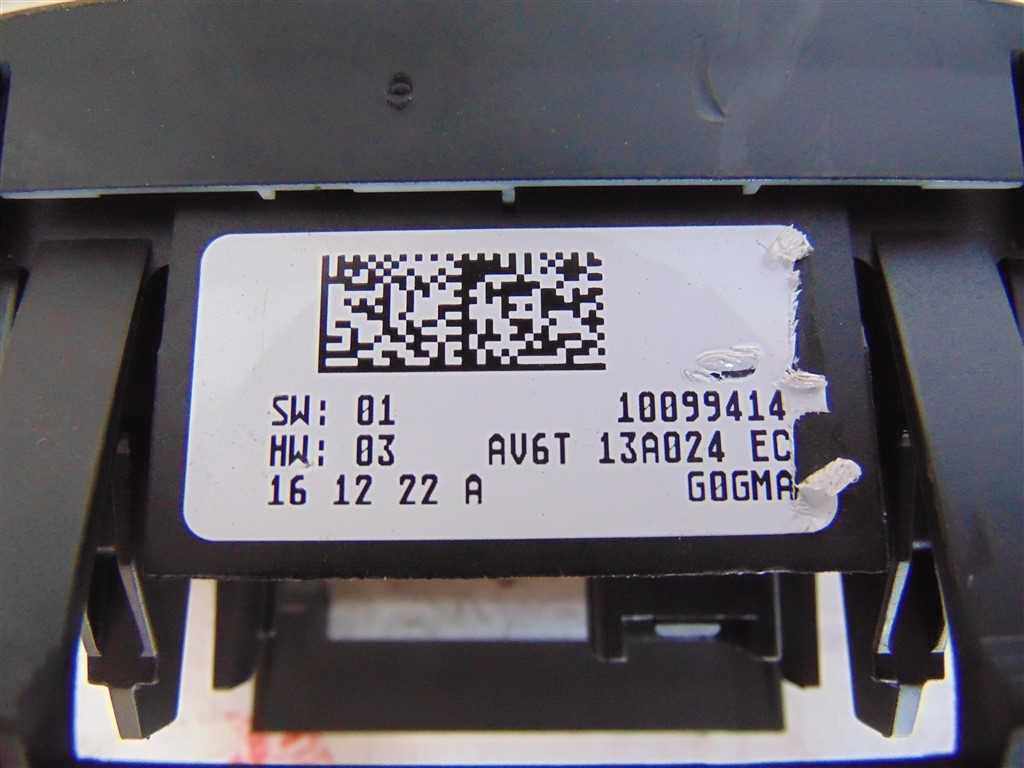 SW: 01 10099414
HW: 03 AV6T 13A024 EC
16 12 22 A G0GMA